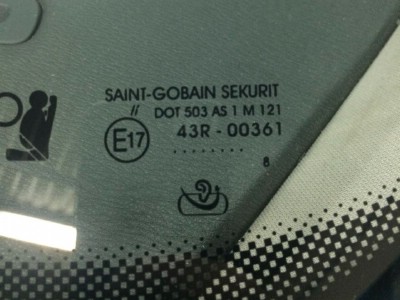 SAINT-GOBAIN SEKURIT
// DOT 503 AS 1 M 121
E17 43R - 00361
........
8